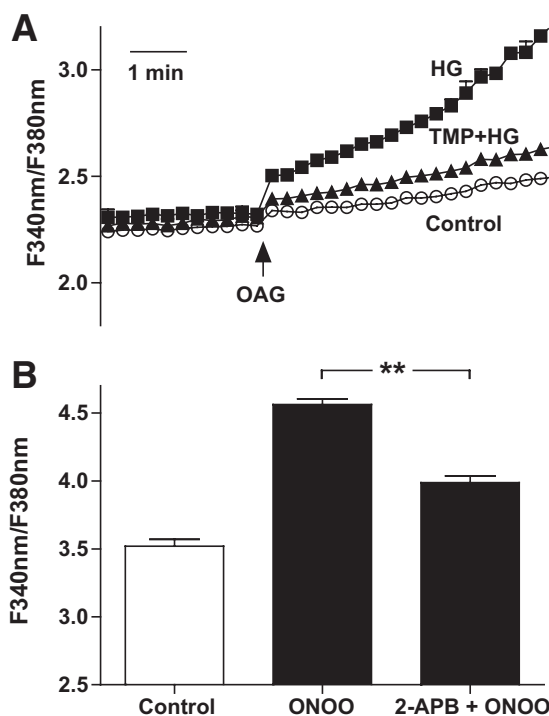 A
1 min
3.0
HG
TMP+HG
2.5
Control
2.0
OAG
F340nm/F380nm
B
**
4.5
4.0
3.5
3.0
2.5
F340nm/F380nm
Control ONOO 2-APB + ONOO